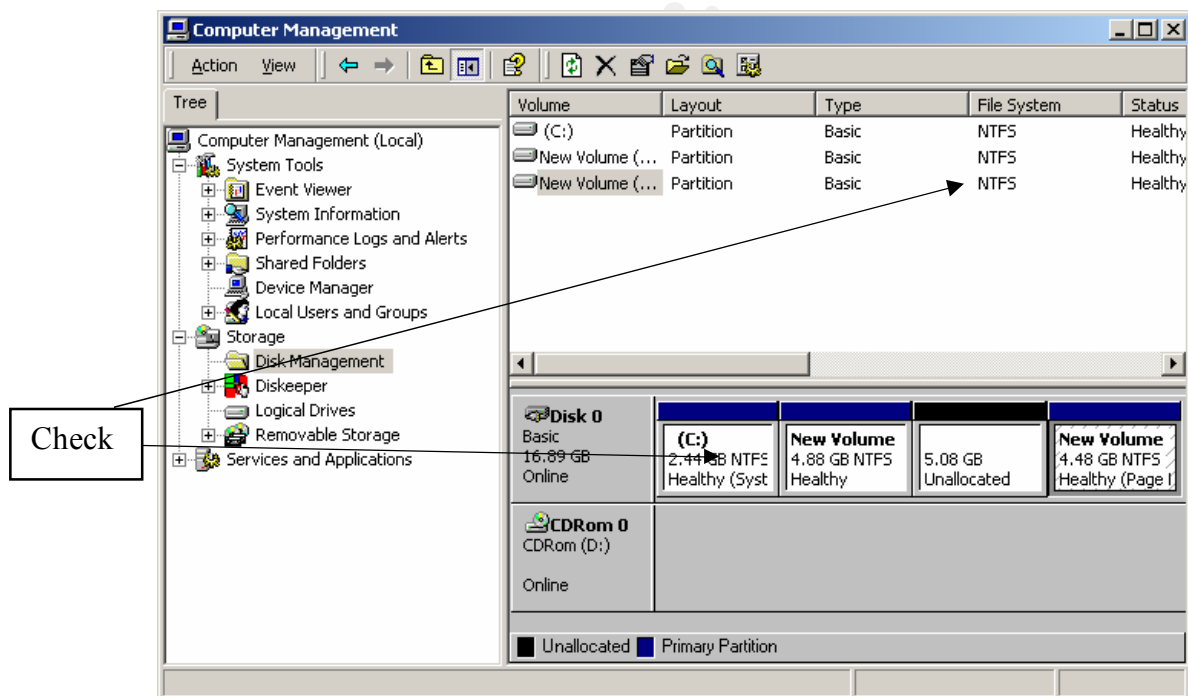 Computer Management
Action View
Tree
Computer Management (Local)
System Tools
Event Viewer
System Information
Performance Logs and Alerts
Shared Folders
Device Manager
Local Users and Groups
Storage
Disk Management
Diskeeper
Logical Drives
Removable Storage
Services and Applications
Volume Layout Type File System Status
(C:) Partition Basic NTFS Healthy
New Volume (... Partition Basic NTFS Healthy
New Volume (... Partition Basic NTFS Healthy
Check
Disk 0
Basic
16.89 GB
Online
(C:)
2.44 GB NTFS
Healthy (Syst
New Volume
4.88 GB NTFS
Healthy
5.08 GB
Unallocated
New Volume
4.48 GB NTFS
Healthy (Page
CDRom 0
CDRom (D:)
Online
Unallocated Primary Partition